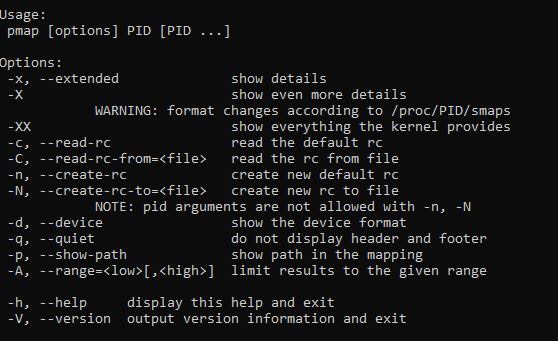 Usage:
 pmap [options] PID [PID ...]

Options:
 -x, --extended              show details
 -X                          show even more details
            WARNING: format changes according to /proc/PID/smaps
 -XX                         show everything the kernel provides
 -c, --read-rc               read the default rc
 -C, --read-rc-from=<file>   read the rc from file
 -n, --create-rc             create new default rc
 -N, --create-rc-to=<file>   create new rc to file
            NOTE: pid arguments are not allowed with -n, -N
 -d, --device                show the device format
 -q, --quiet                 do not display header and footer
 -p, --show-path             show path in the mapping
 -A, --range=<low>[,<high>]  limit results to the given range

 -h, --help     display this help and exit
 -V, --version  output version information and exit